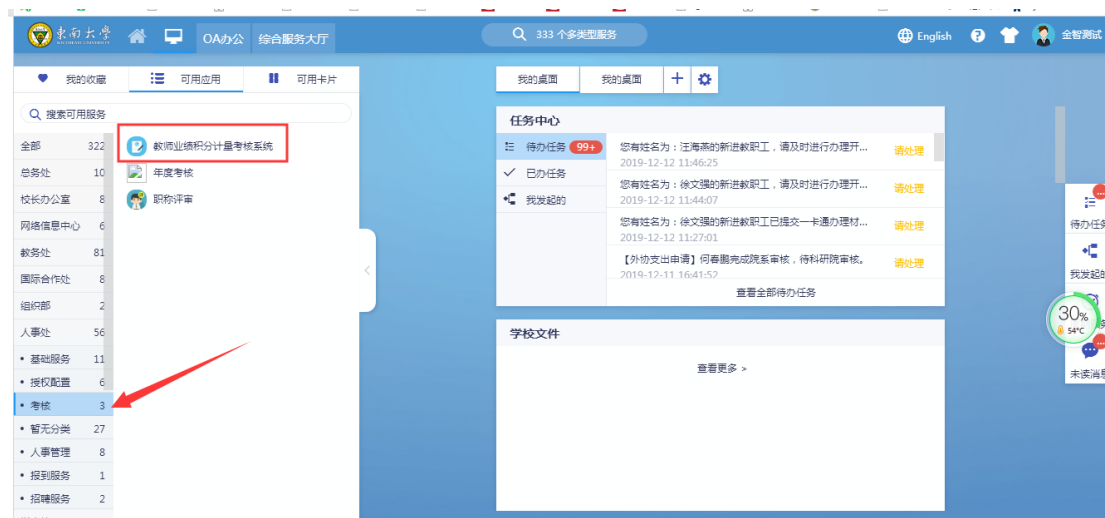 东南大学
OA办公
综合服务大厅
333 个多类型服务
English
金智测试
我的收藏
可用应用
可用卡片
搜索可用服务
全部 322
总务处 10
校长办公室 8
网络信息中心 6
教务处 81
国际合作处 8
组织部 2
人事处 56
• 基础服务 11
• 授权配置 6
• 考核 3
• 暂无分类 27
• 人事管理 8
• 报到服务 1
• 招聘服务 2
教师业绩积分计量考核系统
年度考核
职称评审
我的桌面
我的桌面
任务中心
待办任务 99+
已办任务
我发起的
您有姓名为：汪海燕的新进教职工，请及时进行办理开... 请处理
2019-12-12 11:46:25
您有姓名为：徐文强的新进教职工，请及时进行办理开... 请处理
2019-12-12 11:44:07
您有姓名为：徐文强的新进教职工已提交一卡通办理材... 请处理
2019-12-12 11:27:01
【外协支出申请】何春鹏完成院系审核，待科研院审核。 请处理
2019-12-11 16:41:52
查看全部待办任务
学校文件
查看更多 >
待办任务
我发起的
30%
54°C
未读消息